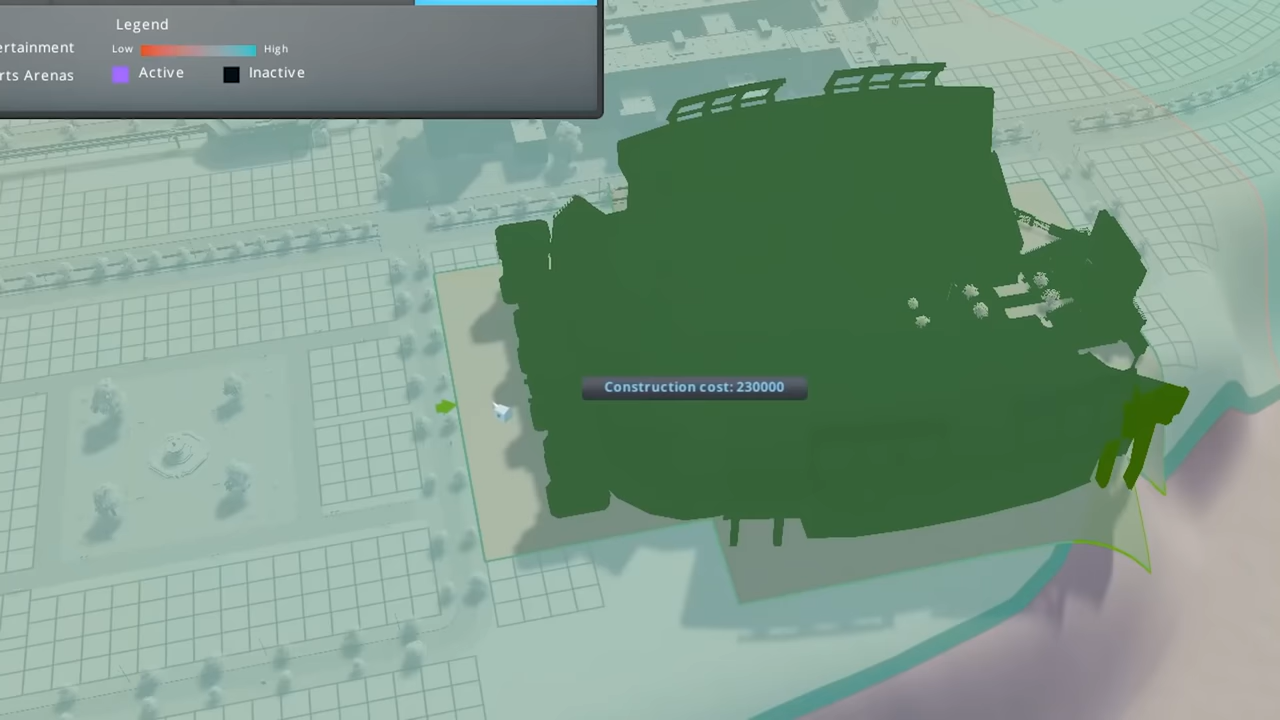 Legend
ertainment
Low
High
rts Arenas
Active
Inactive
Construction cost: 230000